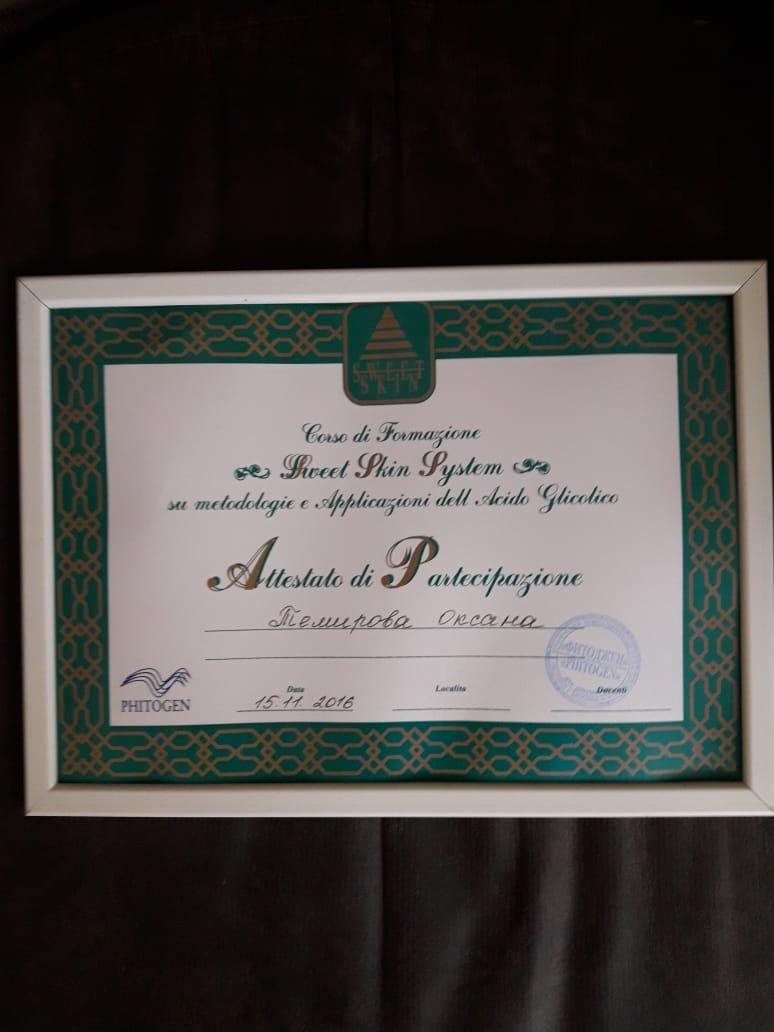 SWEET
SKIN
Corso di Formazione
Sweet Skin System
su metodologie e Applicazioni dell Acido Glicolico
Attestato di Partecipazione
Темирова Оксана
PHITOGEN
Data
15.11.2016
Localita
Docenti
«ФИТОДЖЕН»
«PHITOGEN»